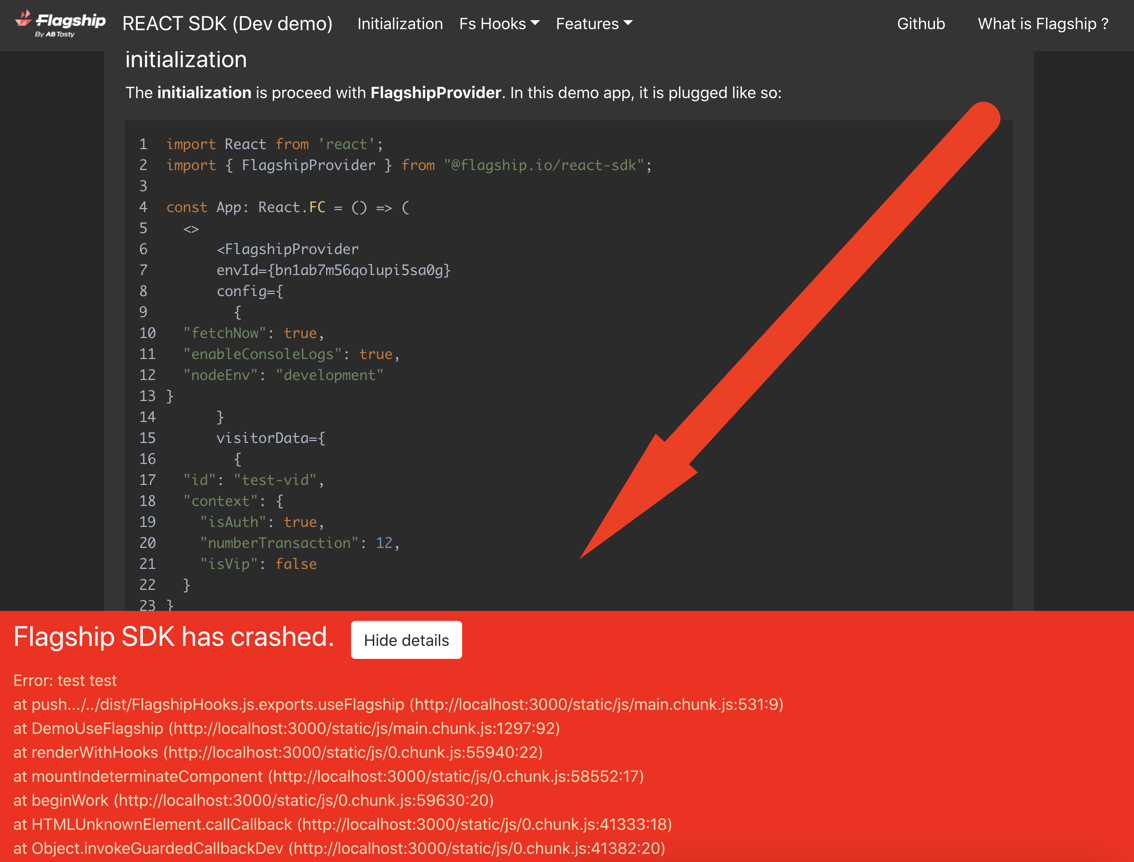 Flagship
By AB Tasty
REACT SDK (Dev demo) Initialization Fs Hooks Features Github What is Flagship ?
initialization
The initialization is proceed with FlagshipProvider. In this demo app, it is plugged like so:
1 import React from 'react';
2 import { FlagshipProvider } from "@flagship.io/react-sdk";
3
4 const App: React.FC = () => (
5 <>
6 <FlagshipProvider
7 envId={bn1ab7m56qolupi5sa0g}
8 config={
9 {
10 "fetchNow": true,
11 "enableConsoleLogs": true,
12 "nodeEnv": "development"
13 }
14 }
15 visitorData={
16 {
17 "id": "test-vid",
18 "context": {
19 "isAuth": true,
20 "numberTransaction": 12,
21 "isVip": false
22 }
23 }
Flagship SDK has crashed. Hide details
Error: test test
at push.../../dist/FlagshipHooks.js.exports.useFlagship (http://localhost:3000/static/js/main.chunk.js:531:9)
at DemoUseFlagship (http://localhost:3000/static/js/main.chunk.js:1297:92)
at renderWithHooks (http://localhost:3000/static/js/0.chunk.js:55940:22)
at mountIndeterminateComponent (http://localhost:3000/static/js/0.chunk.js:58552:17)
at beginWork (http://localhost:3000/static/js/0.chunk.js:59630:20)
at HTMLUnknownElement.callCallback (http://localhost:3000/static/js/0.chunk.js:41333:18)
at Object.invokeGuardedCallbackDev (http://localhost:3000/static/js/0.chunk.js:41382:20)